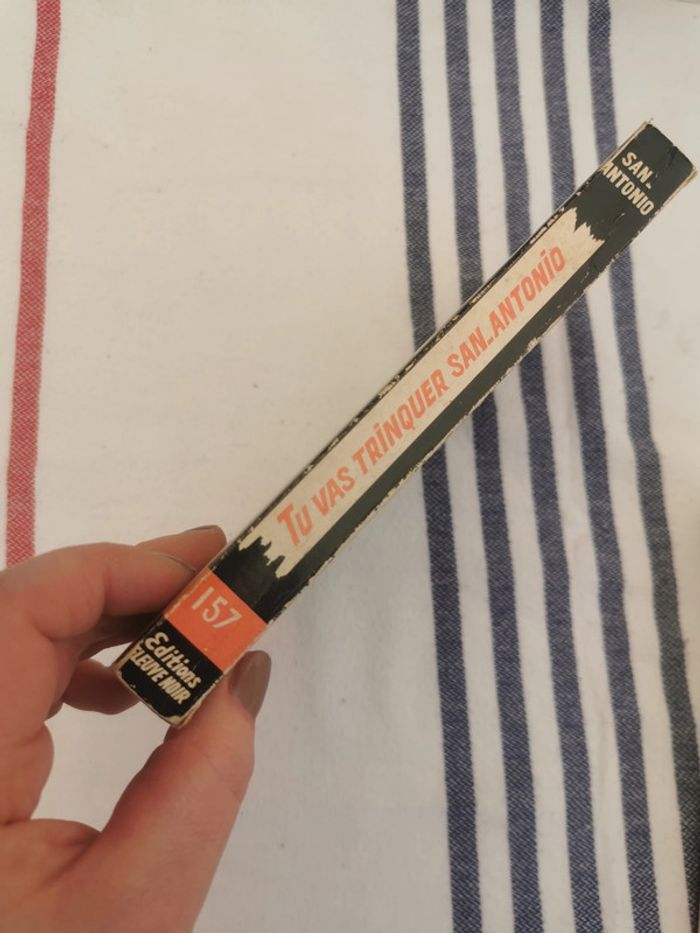 SAN-
ANTONIO
TU VAS TRINQUER SAN-ANTONIO
157
Editions
FLEUVE NOIR